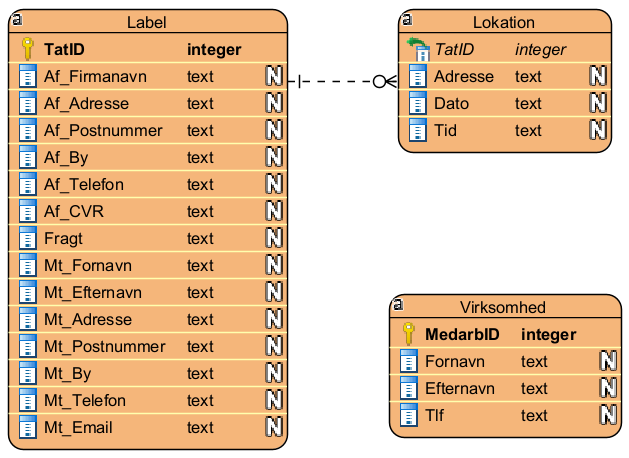 a Label
TatID integer
Af_Firmanavn text N
Af_Adresse text N
Af_Postnummer text N
Af_By text N
Af_Telefon text N
Af_CVR text N
Fragt text N
Mt_Fornavn text N
Mt_Efternavn text N
Mt_Adresse text N
Mt_Postnummer text N
Mt_By text N
Mt_Telefon text N
Mt_Email text N
a Lokation
TatID integer
Adresse text N
Dato text N
Tid text N
a Virksomhed
MedarbID integer
Fornavn text N
Efternavn text N
Tlf text N